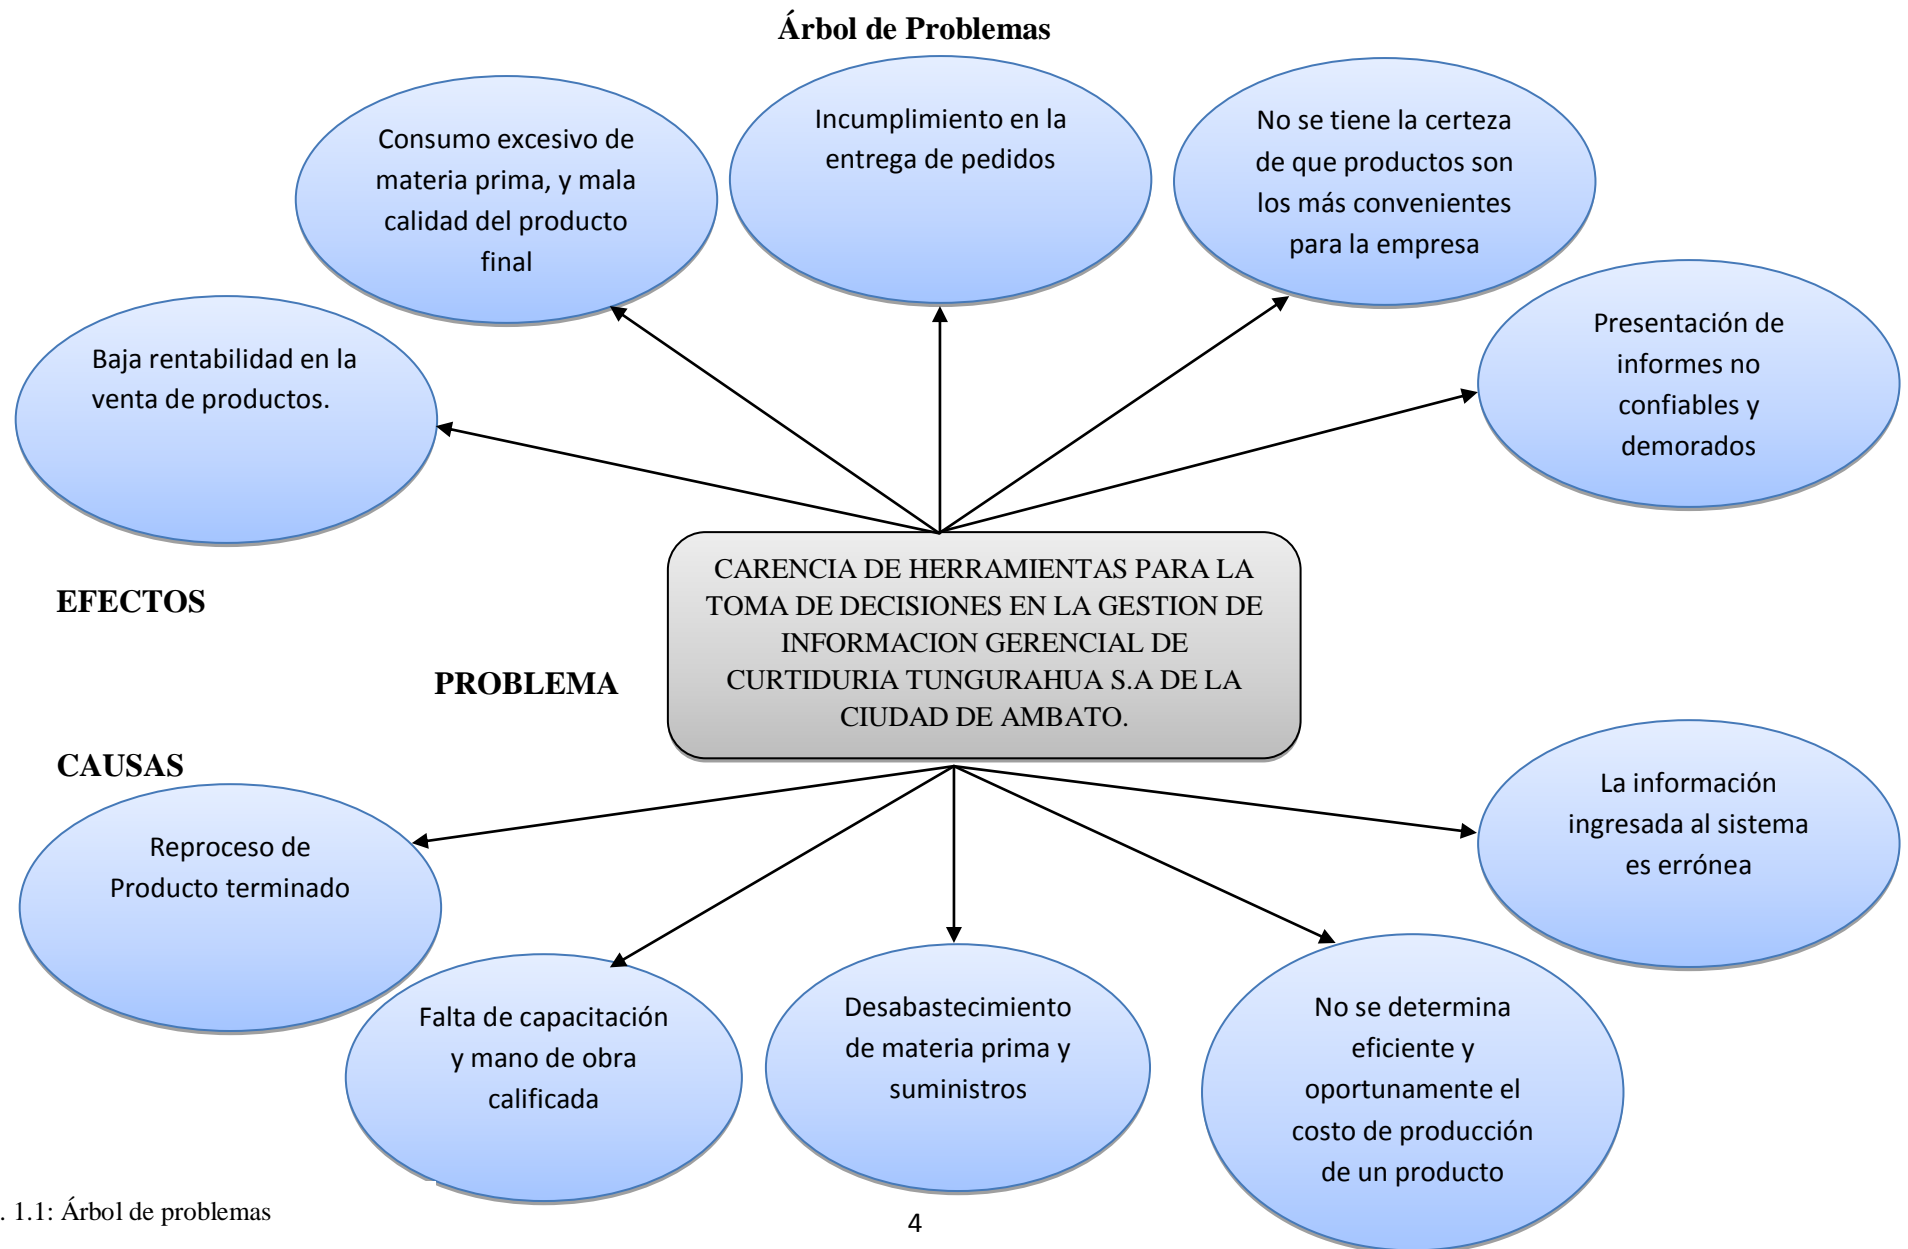 Árbol de Problemas
Consumo excesivo de
materia prima, y mala
calidad del producto
final
Incumplimiento en la
entrega de pedidos
No se tiene la certeza
de que productos son
los más convenientes
para la empresa
Baja rentabilidad en la
venta de productos.
Presentación de
informes no
confiables y
demorados
EFECTOS
PROBLEMA
CARENCIA DE HERRAMIENTAS PARA LA
TOMA DE DECISIONES EN LA GESTION DE
INFORMACION GERENCIAL DE
CURTIDURIA TUNGURAHUA S.A DE LA
CIUDAD DE AMBATO.
CAUSAS
Reproceso de
Producto terminado
Falta de capacitación
y mano de obra
calificada
Desabastecimiento
de materia prima y
suministros
No se determina
eficiente y
oportunamente el
costo de producción
de un producto
La información
ingresada al sistema
es errónea
. 1.1: Árbol de problemas
4